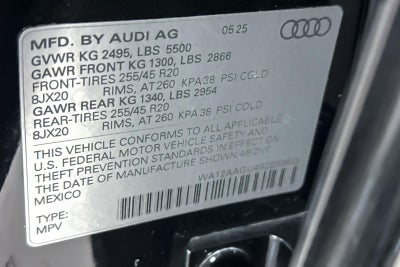 MFD. BY AUDI AG 05 25
GVWR KG 2495, LBS 5500
GAWR FRONT KG 1300, LBS 2866
FRONT-TIRES 255/45 R20
8JX20 RIMS, AT 260 KPA 38 PSI COLD
GAWR REAR KG 1340, LBS 2954
REAR-TIRES 255/45 R20
8JX20 RIMS, AT 260 KPA 38 PSI COLD
THIS VEHICLE CONFORMS TO ALL APPLICABLE
U.S. FEDERAL MOTOR VEHICLE SAFETY AND
THEFT PREVENTION STANDARDS IN EFFECT ON
THE DATE OF MANUFACTURE SHOWN ABOVE.
MEXICO
TYPE:
MPV